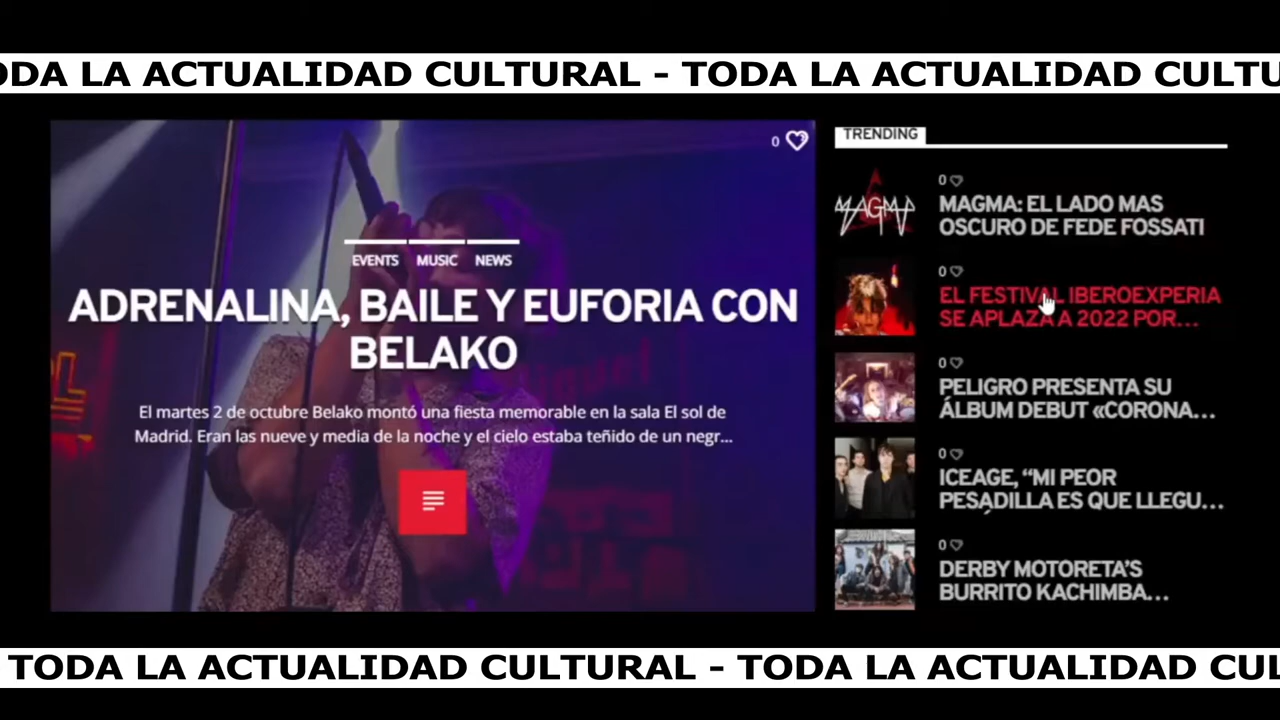 ODA LA ACTUALIDAD CULTURAL - TODA LA ACTUALIDAD CULTU
0
EVENTS MUSIC NEWS
ADRENALINA, BAILE Y EUFORIA CON
BELAKO
El martes 2 de octubre Belako montó una fiesta memorable en la sala El sol de
Madrid. Eran las nueve y media de la noche y el cielo estaba teñido de un negr...
TRENDING
MAGMA
0
MAGMA: EL LADO MAS
OSCURO DE FEDE FOSSATI
0
EL FESTIVAL IBEROEXPERIA
SE APLAZA A 2022 POR...
0
PELIGRO PRESENTA SU
ÁLBUM DEBUT «CORONA...
0
ICEAGE, “MI PEOR
PESADILLA ES QUE LLEGU...
0
DERBY MOTORETA'S
BURRITO KACHIMBA...
TODA LA ACTUALIDAD CULTURAL - TODA LA ACTUALIDAD CUL